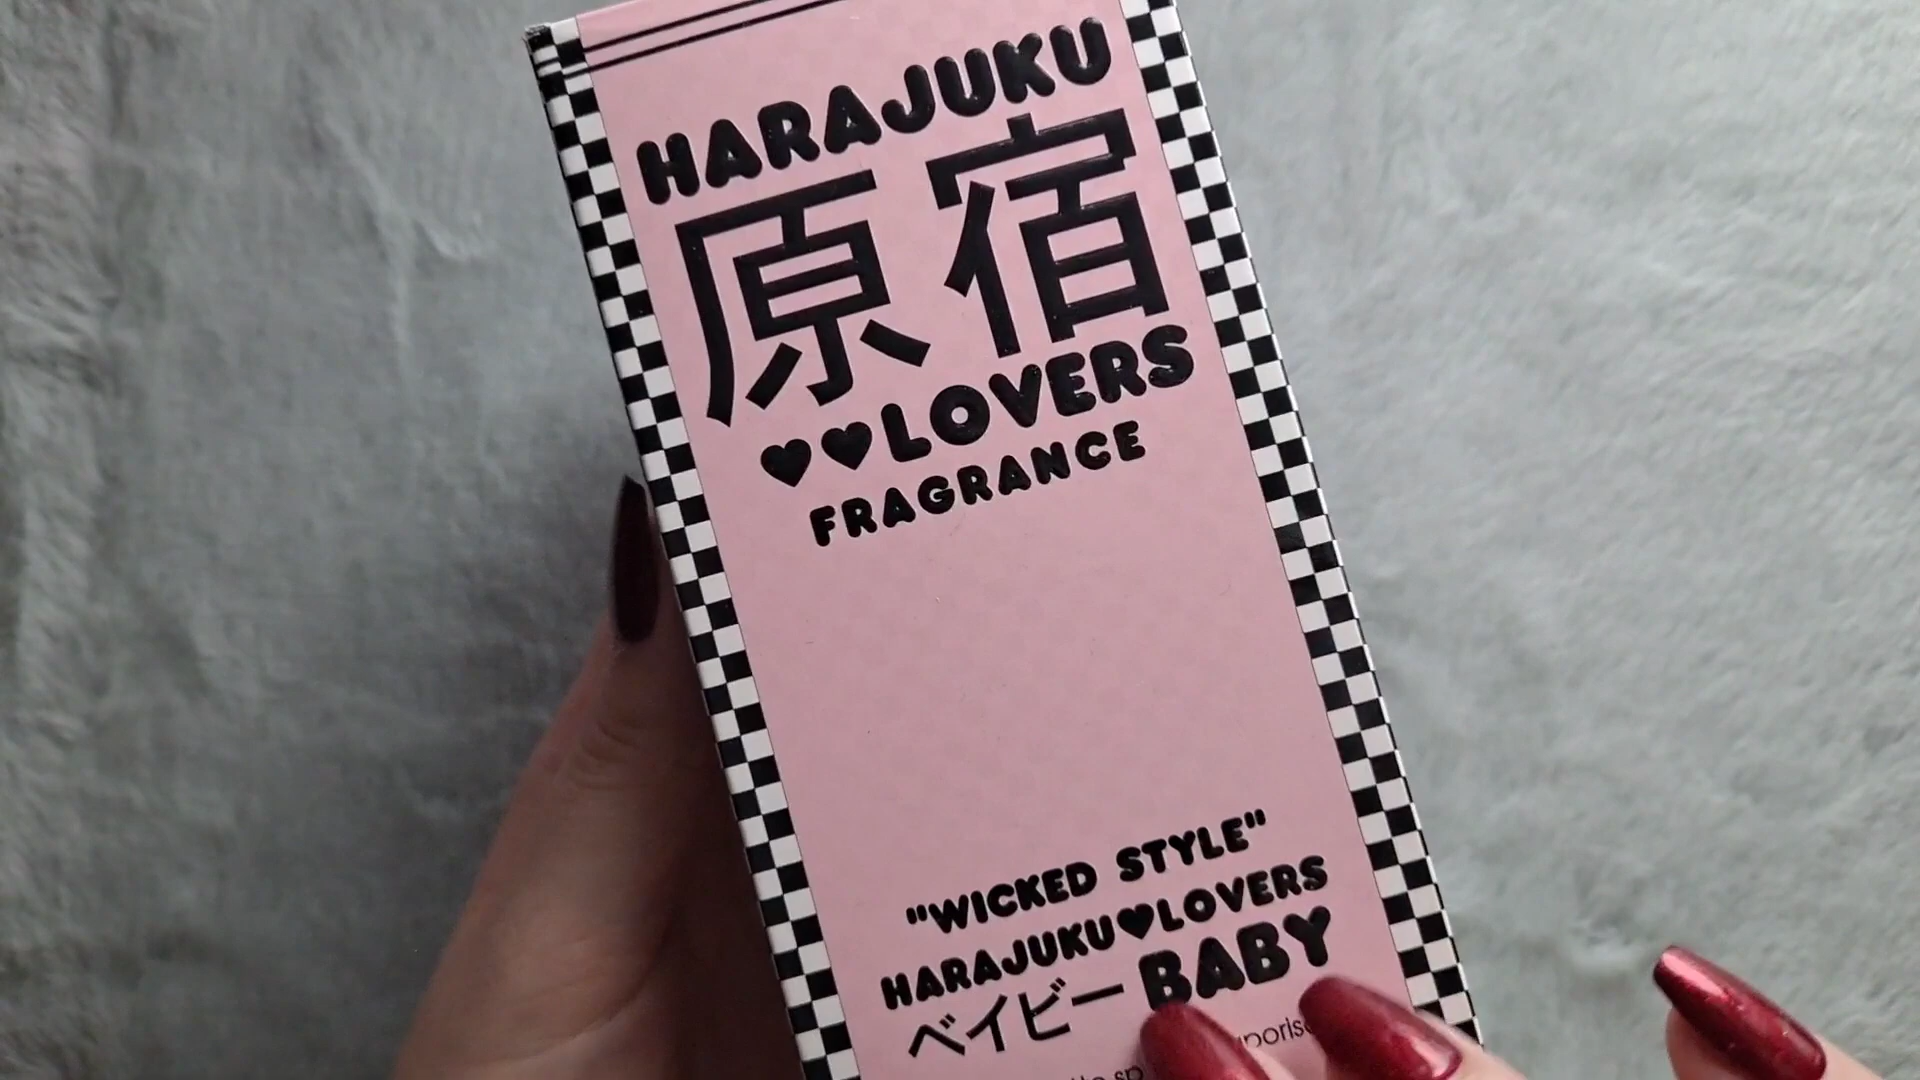 HARAJUKU
原宿
♥♥LOVERS
FRAGRANCE
"WICKED STYLE"
HARAJUKU♥LOVERS
ベイビー BABY